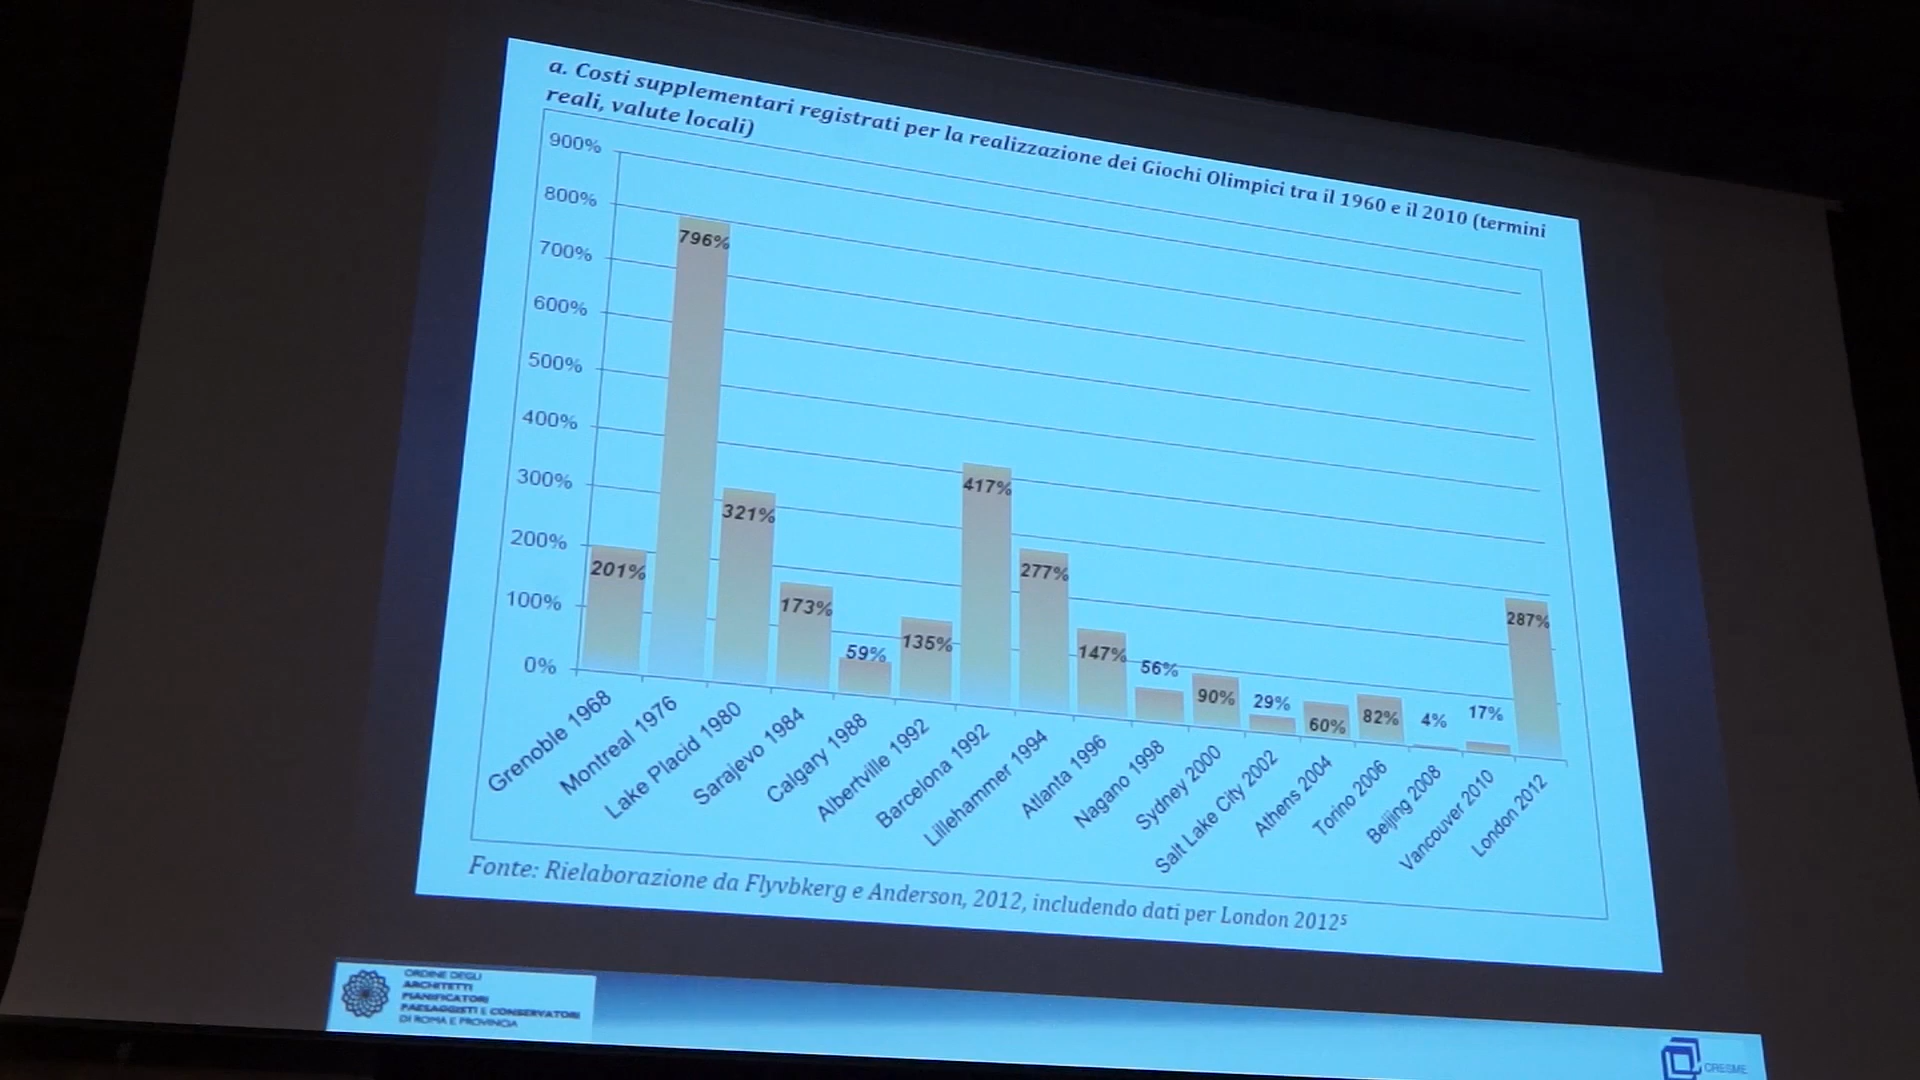 a. Costi supplementari registrati per la realizzazione dei Giochi Olimpici tra il 1960 e il 2010 (termini
reali, valute locali)
900%
800%
700%
600%
500%
400%
300%
200%
100%
0%
201%
796%
321%
173%
59%
135%
417%
277%
147%
56%
90%
29%
60%
82%
4%
17%
287%
Grenoble 1968
Montreal 1976
Lake Placid 1980
Sarajevo 1984
Calgary 1988
Albertville 1992
Barcelona 1992
Lillehammer 1994
Atlanta 1996
Nagano 1998
Sydney 2000
Salt Lake City 2002
Athens 2004
Torino 2006
Beijing 2008
Vancouver 2010
London 2012
Fonte: Rielaborazione da Flyvbkerg e Anderson, 2012, includendo dati per London 2012⁵
ORDINE DEGLI
ARCHITETTI
PIANIFICATORI
PAESAGGISTI E CONSERVATORI
DI ROMA E PROVINCIA
CRESME